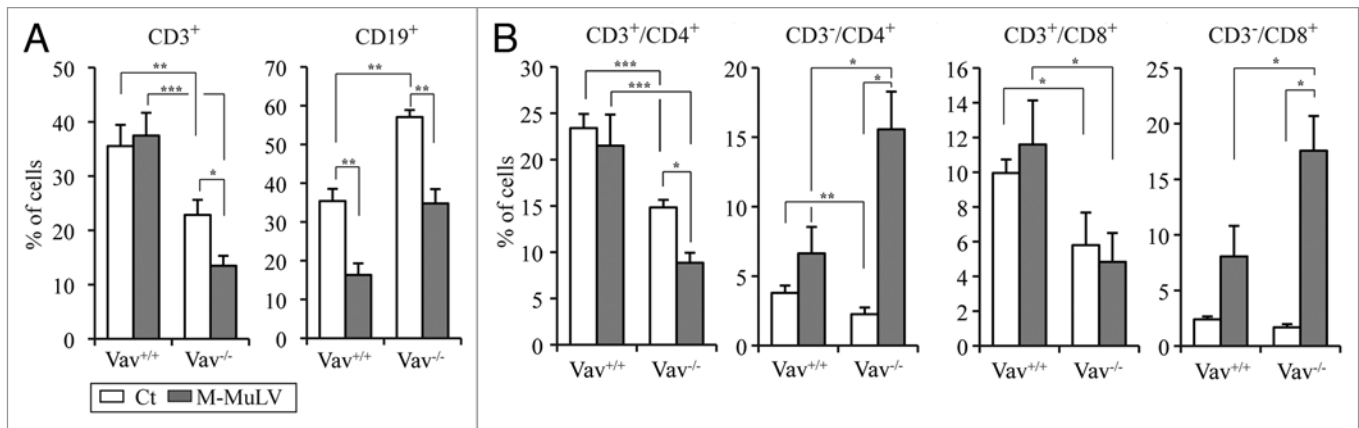 A
CD3+
CD19+
% of cells
50
40
30
20
10
0
**
***
*
Vav+/+
Vav-/-
70
60
50
40
30
20
10
0
**
**
**
Vav+/+
Vav-/-
Ct
M-MuLV
B
CD3+/CD4+
CD3-/CD4+
CD3+/CD8+
CD3-/CD8+
% of cells
30
25
20
15
10
5
0
***
***
*
Vav+/+
Vav-/-
20
15
10
5
0
*
*
**
Vav+/+
Vav-/-
16
14
12
10
8
6
4
2
0
*
*
Vav+/+
Vav-/-
25
20
15
10
5
0
*
*
Vav+/+
Vav-/-